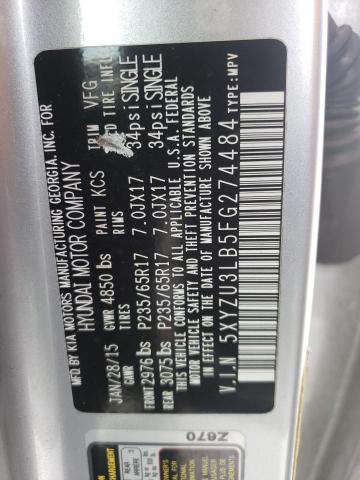 MFD. BY KIA MOTORS MANUFACTURING GEORGIA, INC. FOR
HYUNDAI MOTOR COMPANY
PAINT KCS TRIM VFG
JAN/28/15 GVWR 4850 lbs TIRE INFL
GAWR TIRES RIMS
FRONT 2976 lbs P235/65R17 7.0JX17 34psi SINGLE
REAR 3075 lbs P235/65R17 7.0JX17 34psi SINGLE
THIS VEHICLE CONFORMS TO ALL APPLICABLE U.S.A. FEDERAL
MOTOR VEHICLE SAFETY AND THEFT PREVENTION STANDARDS
IN EFFECT ON THE DATE OF MANUFACTURE SHOWN ABOVE.
V.I.N 5XYZU3LB5FG274484 TYPE:MPV
Z670